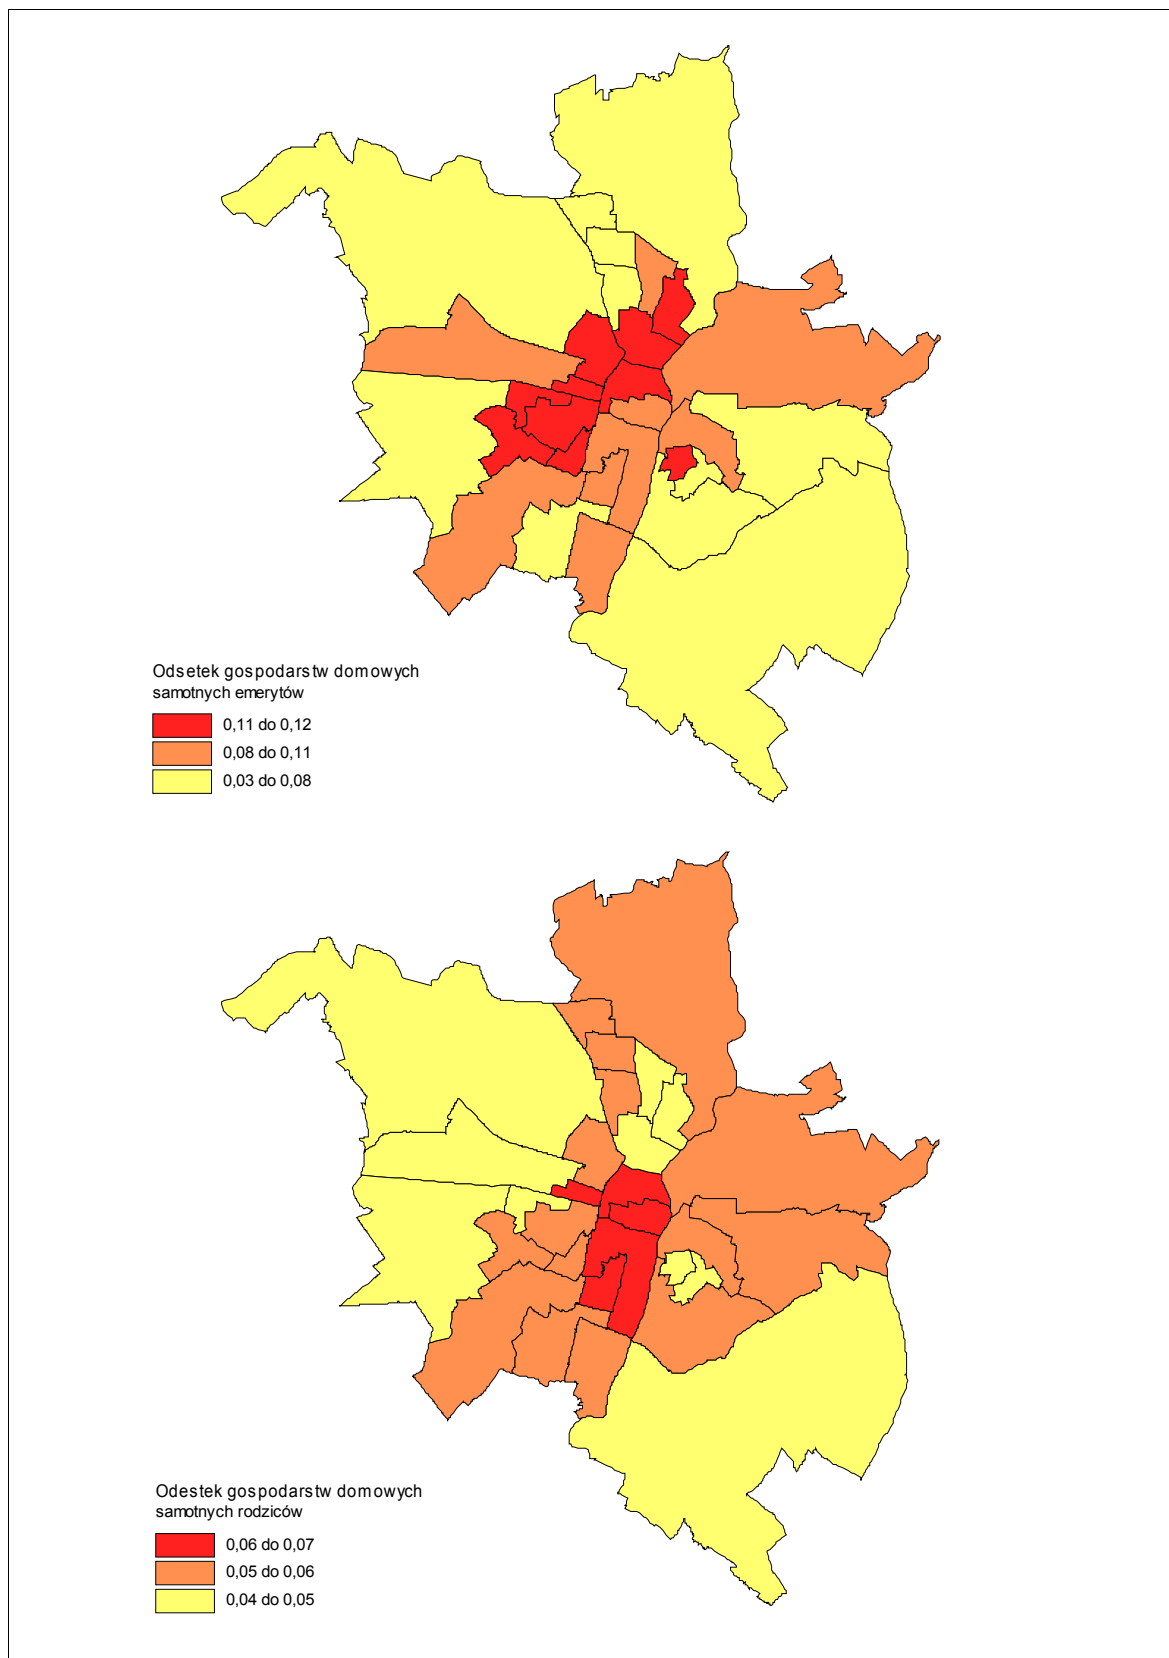 Odsetek gospodarstw domowych
samotnych emerytów
0,11 do 0,12
0,08 do 0,11
0,03 do 0,08
Odestek gospodarstw domowych
samotnych rodziców
0,06 do 0,07
0,05 do 0,06
0,04 do 0,05